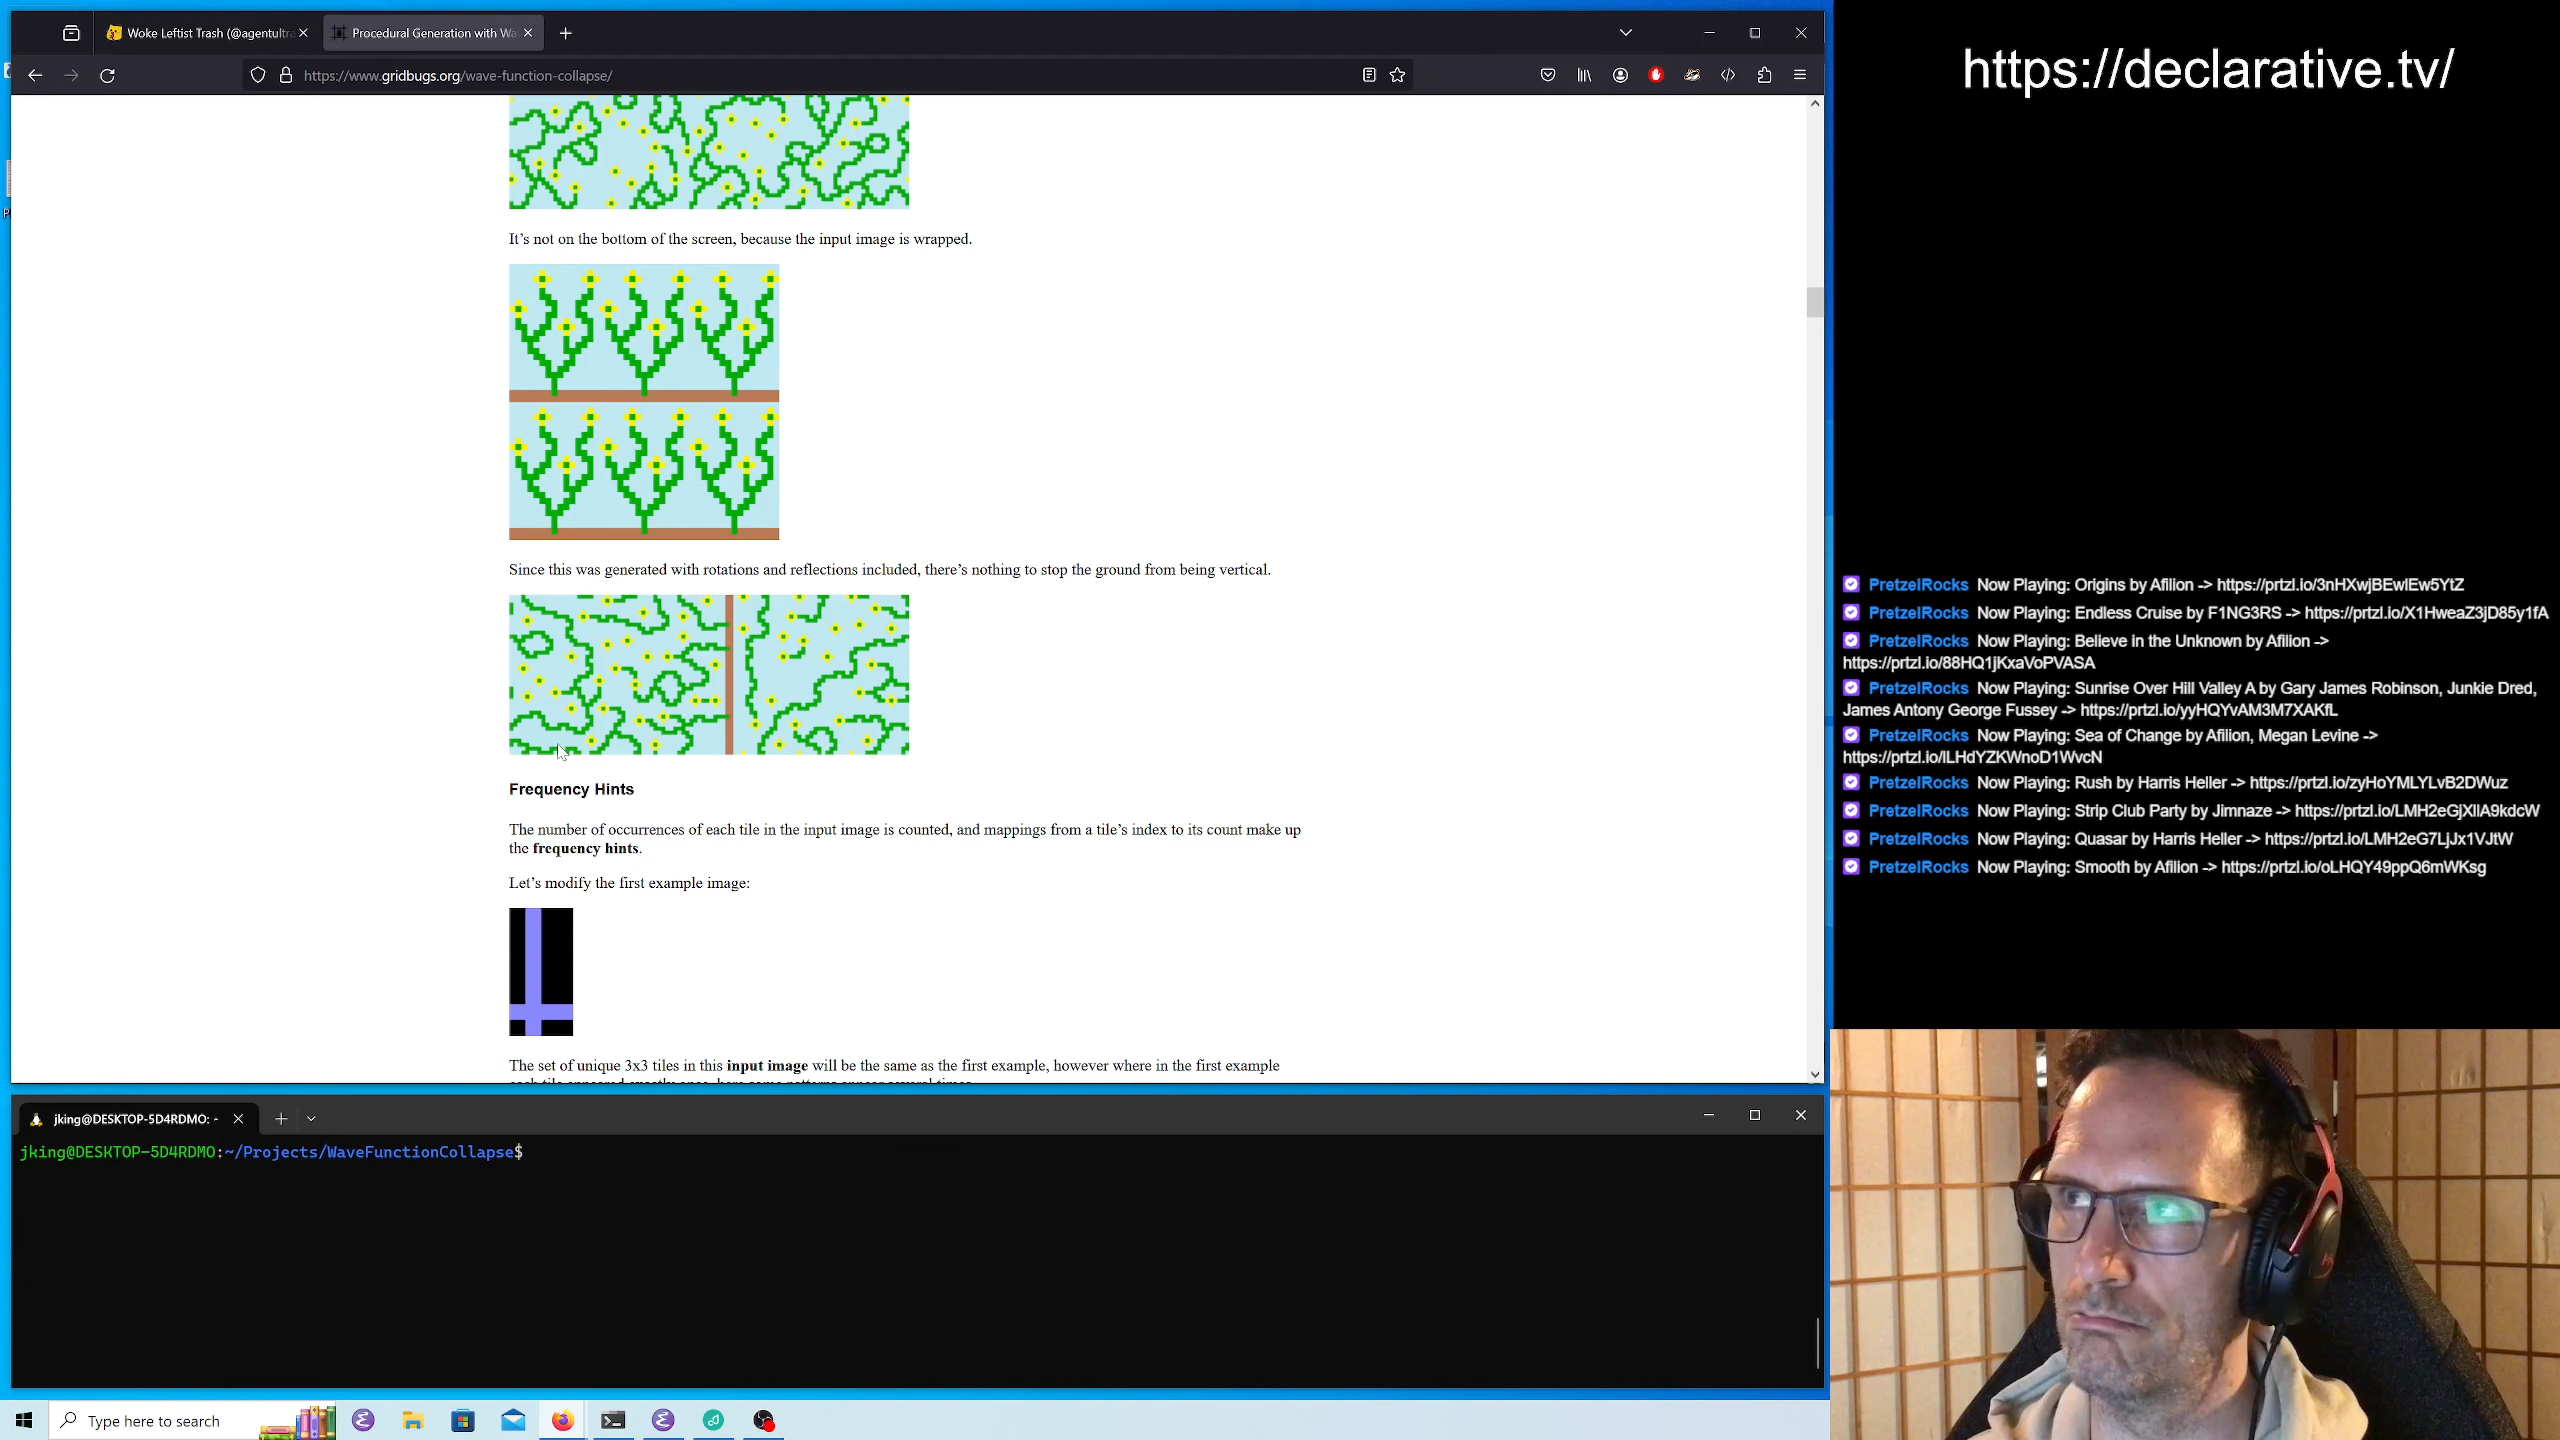 Woke Leftist Trash (@agentultra
Procedural Generation with Wa
https://www.gridbugs.org/wave-function-collapse/
It’s not on the bottom of the screen, because the input image is wrapped.
Since this was generated with rotations and reflections included, there’s nothing to stop the ground from being vertical.
Frequency Hints
The number of occurrences of each tile in the input image is counted, and mappings from a tile’s index to its count make up
the frequency hints.
Let’s modify the first example image:
The set of unique 3x3 tiles in this input image will be the same as the first example, however where in the first example
jking@DESKTOP-5D4RDMO: ~
jking@DESKTOP-5D4RDMO:~/Projects/WaveFunctionCollapse$
Type here to search
https://declarative.tv/
PretzelRocks Now Playing: Origins by Afilion -> https://prtzl.io/3nHXwjBEwlEw5YtZ
PretzelRocks Now Playing: Endless Cruise by F1NG3RS -> https://prtzl.io/X1HweaZ3jD85y1fA
PretzelRocks Now Playing: Believe in the Unknown by Afilion ->
https://prtzl.io/88HQ1jKxaVoPVASA
PretzelRocks Now Playing: Sunrise Over Hill Valley A by Gary James Robinson, Junkie Dred,
James Antony George Fussey -> https://prtzl.io/yyHQYvAM3M7XAKfL
PretzelRocks Now Playing: Sea of Change by Afilion, Megan Levine ->
https://prtzl.io/lLHdYZKWnoD1WvcN
PretzelRocks Now Playing: Rush by Harris Heller -> https://prtzl.io/zyHoYMLYLvB2DWuz
PretzelRocks Now Playing: Strip Club Party by Jimnaze -> https://prtzl.io/LMH2eGjXllA9kdcW
PretzelRocks Now Playing: Quasar by Harris Heller -> https://prtzl.io/LMH2eG7LjJx1VJtW
PretzelRocks Now Playing: Smooth by Afilion -> https://prtzl.io/oLHQY49ppQ6mWKsg